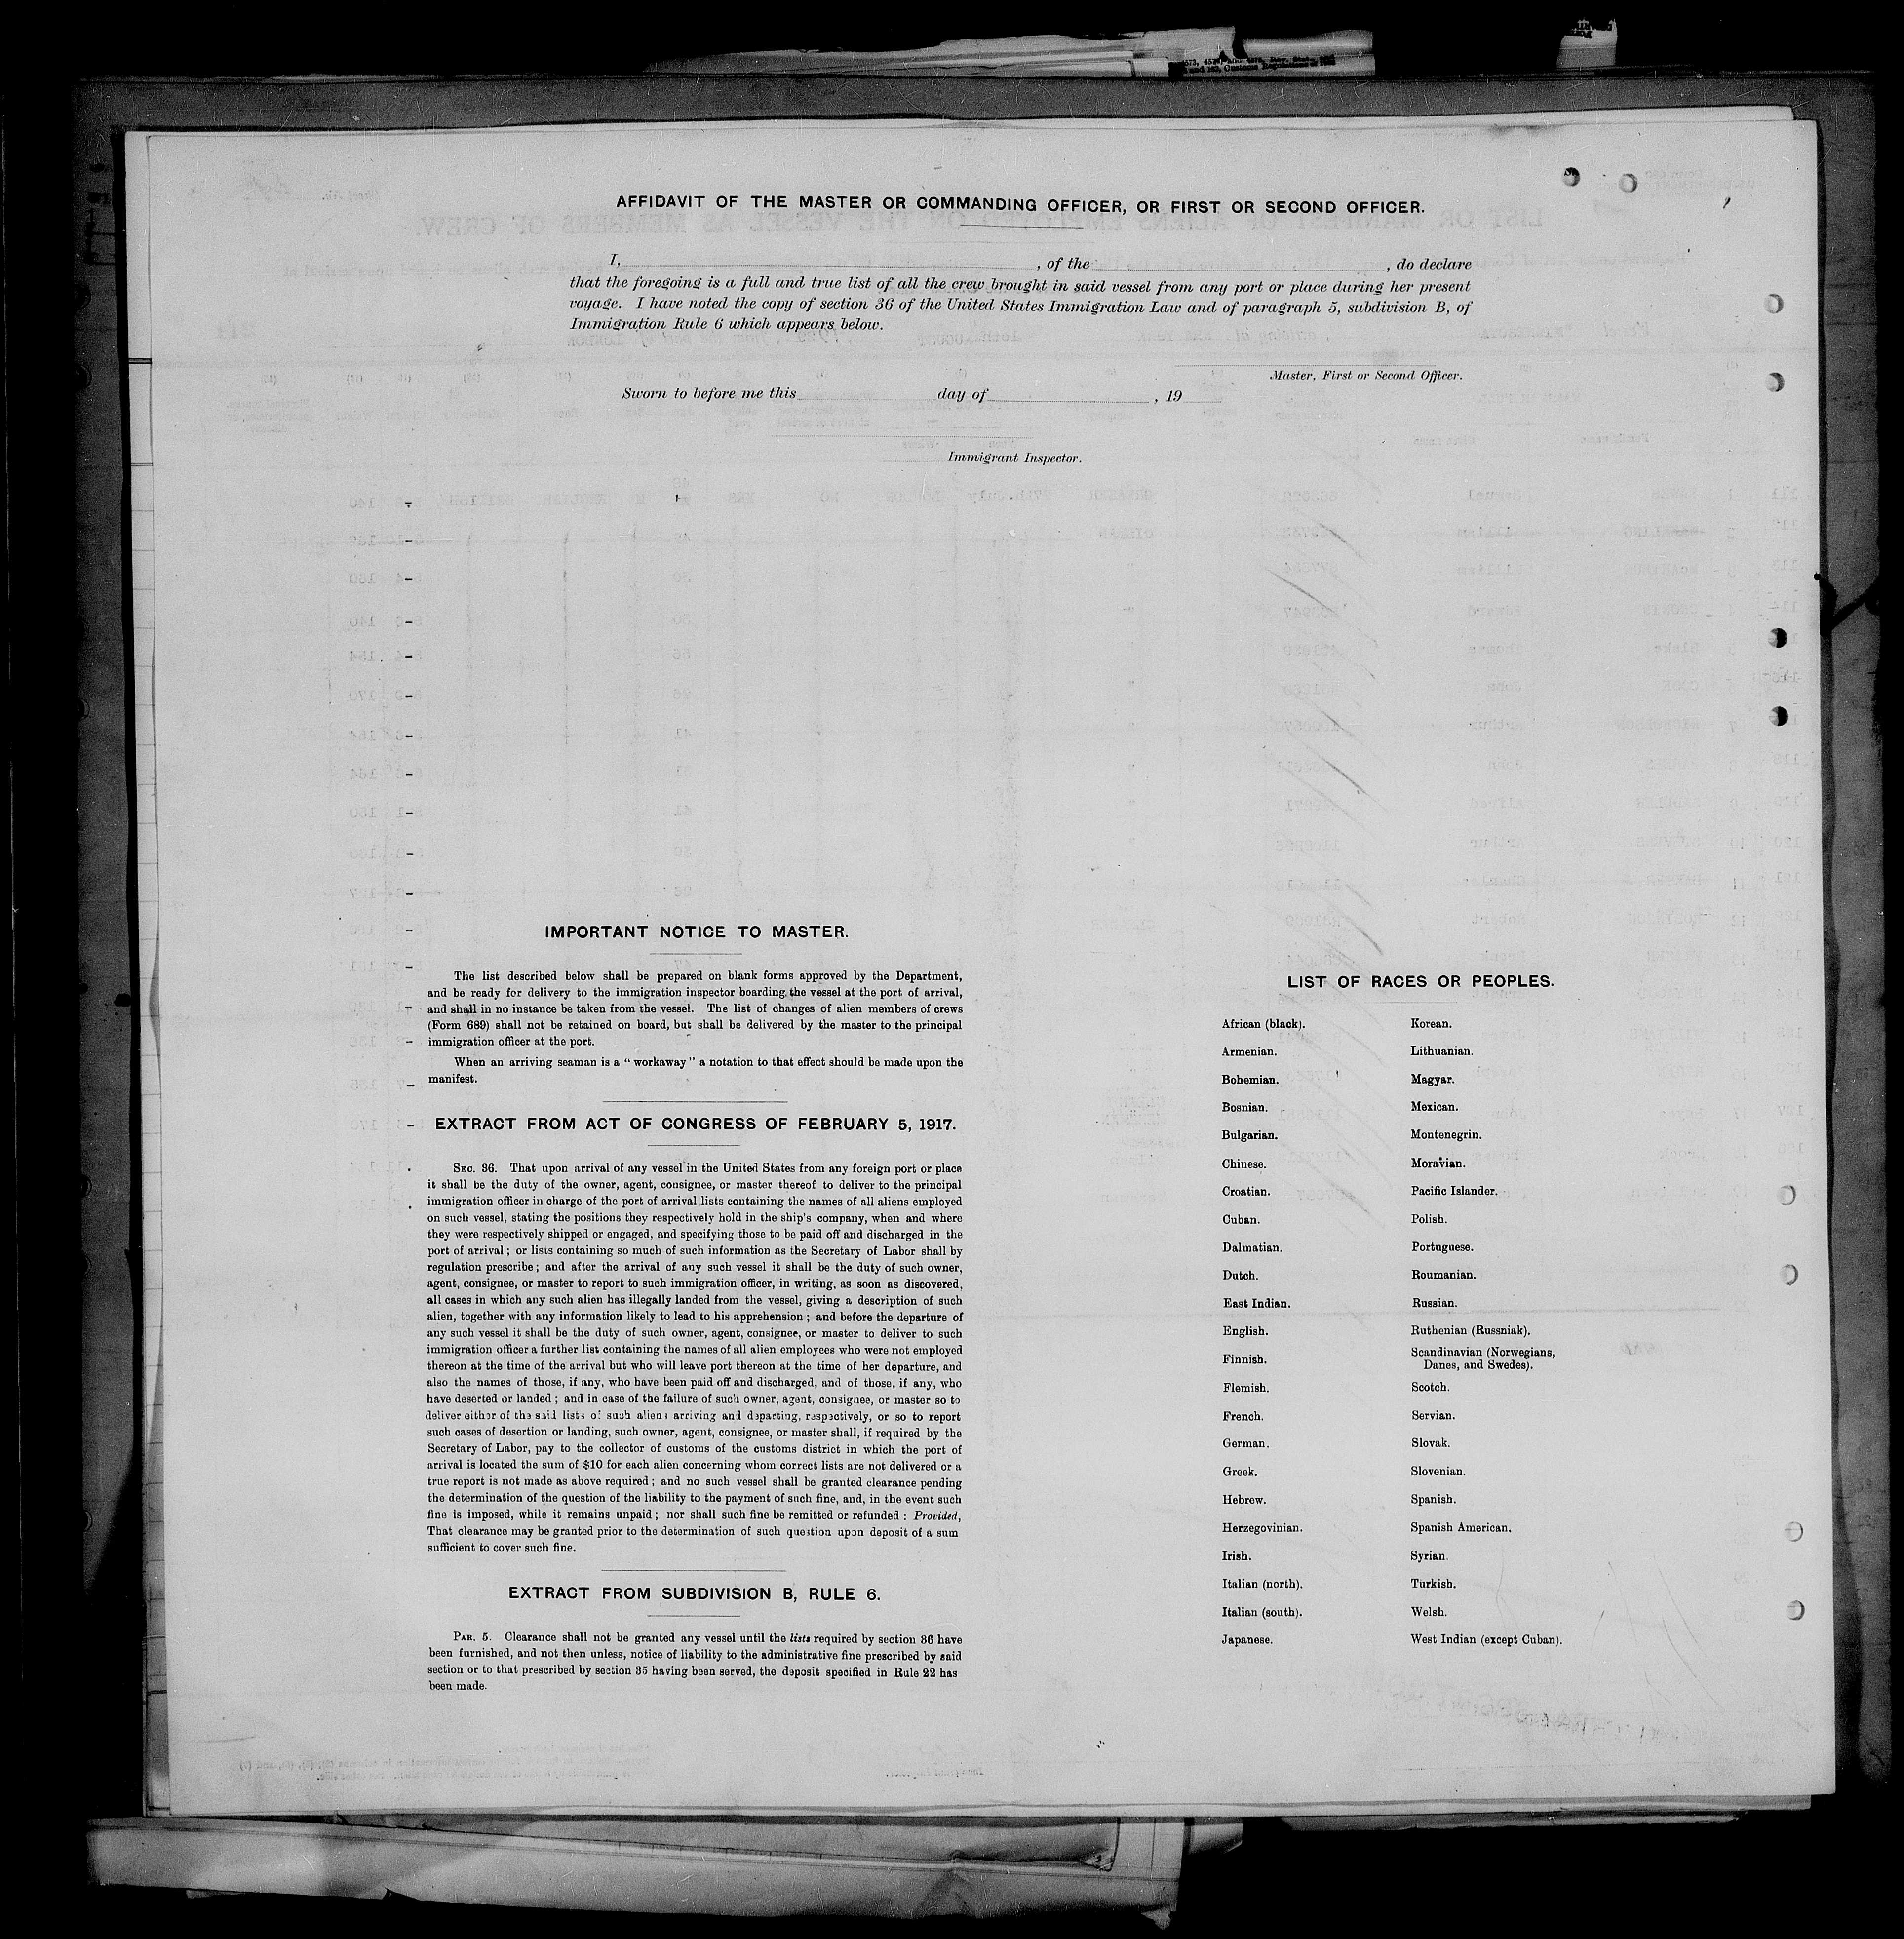 AFFIDAVIT OF THE MASTER OR COMMANDING OFFICER, OR FIRST OR SECOND OFFICER.
I, , of the , do declare
that the foregoing is a full and true list of all the crew brought in said vessel from any port or place during her present
voyage. I have noted the copy of section 36 of the United States Immigration Law and of paragraph 5, subdivision B, of
Immigration Rule 6 which appears below.
Master, First or Second Officer.
Sworn to before me this day of , 19
Immigrant Inspector.
IMPORTANT NOTICE TO MASTER.
The list described below shall be prepared on blank forms approved by the Department,
and be ready for delivery to the immigration inspector boarding the vessel at the port of arrival,
and shall in no instance be taken from the vessel. The list of changes of alien members of crews
(Form 689) shall not be retained on board, but shall be delivered by the master to the principal
immigration officer at the port.
When an arriving seaman is a "workaway" a notation to that effect should be made upon the
manifest.
EXTRACT FROM ACT OF CONGRESS OF FEBRUARY 5, 1917.
SEC. 36. That upon arrival of any vessel in the United States from any foreign port or place
it shall be the duty of the owner, agent, consignee, or master thereof to deliver to the principal
immigration officer in charge of the port of arrival lists containing the names of all aliens employed
on such vessel, stating the positions they respectively hold in the ship's company, when and where
they were respectively shipped or engaged, and specifying those to be paid off and discharged in the
port of arrival; or lists containing so much of such information as the Secretary of Labor shall by
regulation prescribe; and after the arrival of any such vessel it shall be the duty of such owner,
agent, consignee, or master to report to such immigration officer, in writing, as soon as discovered,
all cases in which any such alien has illegally landed from the vessel, giving a description of such
alien, together with any information likely to lead to his apprehension; and before the departure of
any such vessel it shall be the duty of such owner, agent, consignee, or master to deliver to such
immigration officer a further list containing the names of all alien employees who were not employed
thereon at the time of the arrival but who will leave port thereon at the time of her departure, and
also the names of those, if any, who have been paid off and discharged, and of those, if any, who
have deserted or landed; and in case of the failure of such owner, agent, consignee, or master so to
deliver either of the said lists of such aliens arriving and departing, respectively, or so to report
such cases of desertion or landing, such owner, agent, consignee, or master shall, if required by the
Secretary of Labor, pay to the collector of customs of the customs district in which the port of
arrival is located the sum of $10 for each alien concerning whom correct lists are not delivered or a
true report is not made as above required; and no such vessel shall be granted clearance pending
the determination of the question of the liability to the payment of such fine, and, in the event such
fine is imposed, while it remains unpaid; nor shall such fine be remitted or refunded: Provided,
That clearance may be granted prior to the determination of such question upon deposit of a sum
sufficient to cover such fine.
EXTRACT FROM SUBDIVISION B, RULE 6.
PAR. 5. Clearance shall not be granted any vessel until the lists required by section 36 have
been furnished, and not then unless, notice of liability to the administrative fine prescribed by said
section or to that prescribed by section 35 having been served, the deposit specified in Rule 22 has
been made.
LIST OF RACES OR PEOPLES.
African (black).
Armenian.
Bohemian.
Bosnian.
Bulgarian.
Chinese.
Croatian.
Cuban.
Dalmatian.
Dutch.
East Indian.
English.
Finnish.
Flemish.
French.
German.
Greek.
Hebrew.
Herzegovinian.
Irish.
Italian (north).
Italian (south).
Japanese.
Korean.
Lithuanian.
Magyar.
Mexican.
Montenegrin.
Moravian.
Pacific Islander.
Polish.
Portuguese.
Roumanian.
Russian.
Ruthenian (Russniak).
Scandinavian (Norwegians,
Danes, and Swedes).
Scotch.
Servian.
Slovak.
Slovenian.
Spanish.
Spanish American.
Syrian.
Turkish.
Welsh.
West Indian (except Cuban).